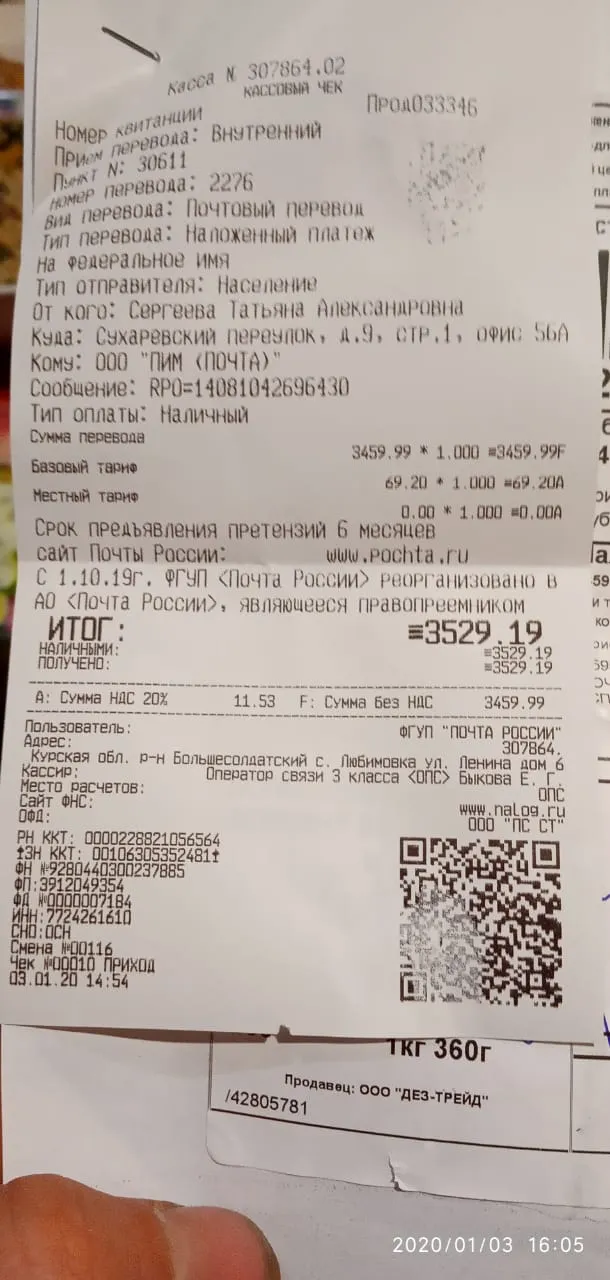 Касса N 307864.02
КАССОВЫЙ ЧЕК
Прод033346
Номер квитанции
Прием перевода: Внутренний
Пункт N: 30611
Номер перевода: 2276
Вид перевода: Почтовый перевод
Тип перевода: Наложенный платеж
На федеральное имя
Тип отправителя: Население
От кого: Сергеева Татьяна Александровна
Куда: Сухаревский переулок, д.9, стр.1, офис 56А
Кому: ООО "ПИМ (ПОЧТА)"
Сообщение: RPO=14081042696430
Тип оплаты: Наличный
Сумма перевода
3459.99 * 1.000 ≡3459.99F
Базовый тариф
69.20 * 1.000 ≡69.20А
Местный тариф
0.00 * 1.000 ≡0.00А
Срок предъявления претензий 6 месяцев
сайт Почты России: www.pochta.ru
С 1.10.19г. ФГУП <Почта России> реорганизовано в
АО <Почта России>, являющееся правопреемником
ИТОГ: ≡3529.19
НАЛИЧНЫМИ: ≡3529.19
ПОЛУЧЕНО: ≡3529.19
А: Сумма НДС 20% 11.53 F: Сумма без НДС 3459.99
Пользователь: ФГУП "ПОЧТА РОССИИ"
Адрес: 307864,
Курская обл. р-н Большесолдатский с. Любимовка ул. Ленина дом 6
Кассир: Оператор связи 3 класса <ОПС> Быкова Е. Г.
Место расчетов: ОПС
Сайт ФНС: www.nalog.ru
ОФД: ООО "ПС СТ"
РН ККТ: 0000228821056564
ЗН ККТ: 00106305352481
ФН №9280440300237885
ФП:3912049354
ФД №0000007184
ИНН:7724261610
СНО:ОСН
Смена №00116
Чек №00010 ПРИХОД
03.01.20 14:54
1кг 360г
Продавец: ООО "ДЕЗ-ТРЕЙД"
/42805781
2020/01/03 16:05